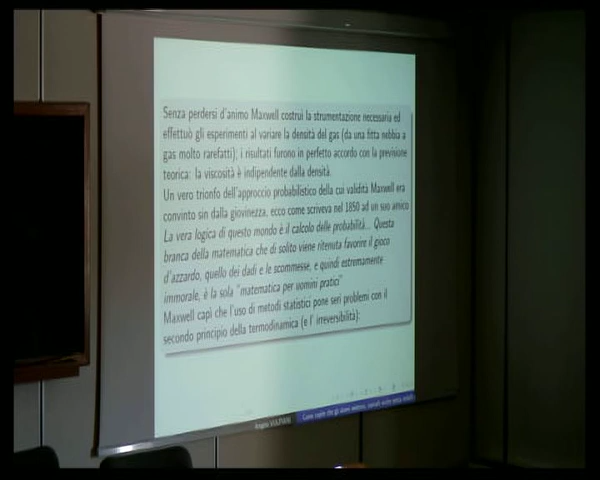 Senza perdersi d'animo Maxwell costruì la strumentazione necessaria ed
effettuò gli esperimenti al variare la densità del gas (da una fitta nebbia a
gas molto rarefatti); i risultati furono in perfetto accordo con la previsione
teorica: la viscosità è indipendente dalla densità.
Un vero trionfo dell'approccio probabilistico della cui validità Maxwell era
convinto sin dalla giovinezza, ecco come scriveva nel 1850 ad un suo amico
La vera logica di questo mondo è il calcolo delle probabilità... Questa
branca della matematica che di solito viene ritenuta favorire il gioco
d'azzardo, quello dei dadi e le scommesse, e quindi estremamente
immorale, è la sola "matematica per uomini pratici"
Maxwell capì che l'uso di metodi statistici pone seri problemi con il
secondo principio della termodinamica (e l' irreversibilità):
Angelo VULPIANI